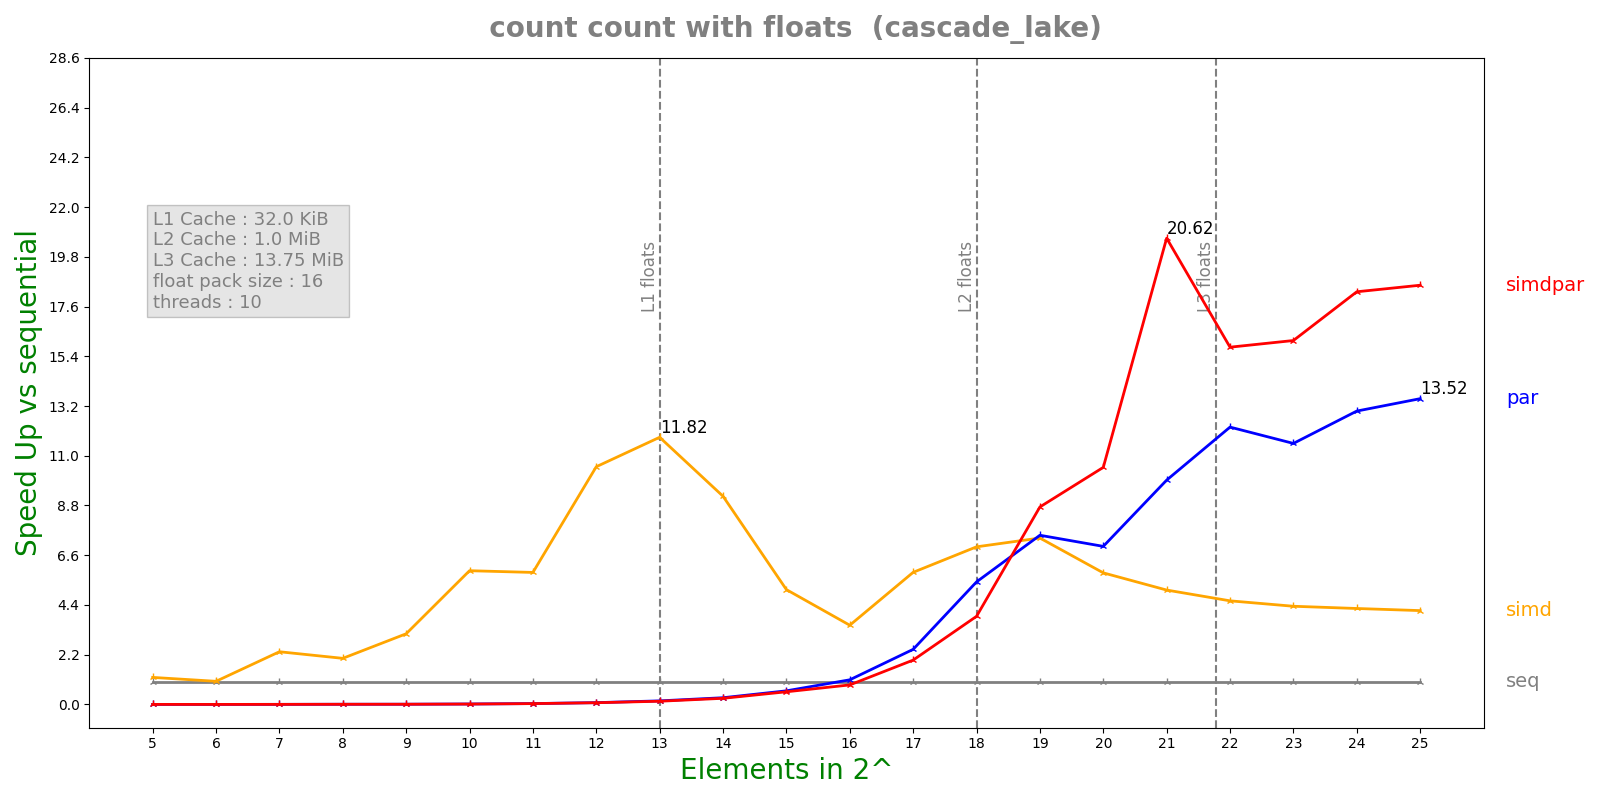 count count with floats (cascade_lake)
Speed Up vs sequential
28.6
26.4
24.2
22.0
19.8
17.6
15.4
13.2
11.0
8.8
6.6
4.4
2.2
0.0
L1 Cache : 32.0 KiB
L2 Cache : 1.0 MiB
L3 Cache : 13.75 MiB
float pack size : 16
threads : 10
L1 floats
L2 floats
L3 floats
11.82
20.62
13.52
simdpar
par
simd
seq
5 6 7 8 9 10 11 12 13 14 15 16 17 18 19 20 21 22 23 24 25
Elements in 2^